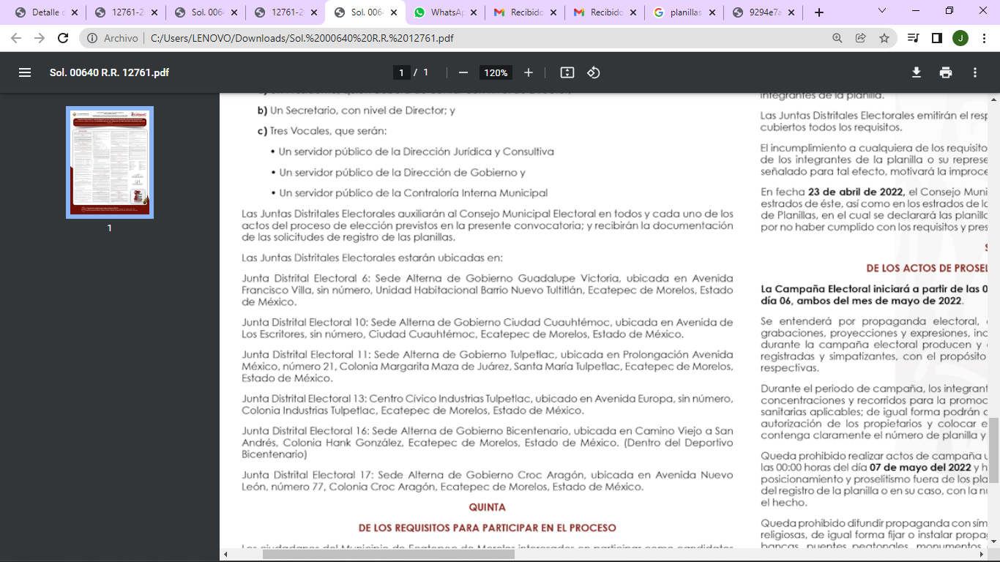 Detalle c
12761-2
Sol. 006
12761-2
Sol. 006
WhatsAp
Recibido
Recibido
planillas
9294e7a
Archivo
C:/Users/LENOVO/Downloads/Sol.%2000640%20R.R.%2012761.pdf
J
Sol. 00640 R.R. 12761.pdf
1 / 1
120%
1
b) Un Secretario, con nivel de Director; y
c) Tres Vocales, que serán:
• Un servidor público de la Dirección Jurídica y Consultiva
• Un servidor público de la Dirección de Gobierno y
• Un servidor público de la Contraloría Interna Municipal
Las Juntas Distritales Electorales auxiliarán al Consejo Municipal Electoral en todo y cada uno de los
actos del proceso de elección previstos en la presente convocatoria; y recibirán la documentación
de las solicitudes de registro de las planillas.
Las Juntas Distritales Electorales estarán ubicadas en:
Junta Distrital Electoral 6: Sede Alterna de Gobierno Guadalupe Victoria, ubicada en Avenida
Francisco Villa, sin número, Unidad Habitacional Barrio Nuevo Tultitlán, Ecatepec de Morelos, Estado
de México.
Junta Distrital Electoral 10: Sede Alterna de Gobierno Ciudad Cuauhtémoc, ubicada en Avenida de
Los Escritores, sin número, Ciudad Cuauhtémoc, Ecatepec de Morelos, Estado de México.
Junta Distrital Electoral 11: Sede Alterna de Gobierno Tulpetlac, ubicada en Prolongación Avenida
México, número 21, Colonia Margarita Maza de Juárez, Santa María Tulpetlac, Ecatepec de Morelos,
Estado de México.
Junta Distrital Electoral 13: Centro Cívico Industrias Tulpetlac, ubicado en Avenida Europa, sin número,
Colonia Industrias Tulpetlac, Ecatepec de Morelos, Estado de México.
Junta Distrital Electoral 16: Sede Alterna de Gobierno Bicentenario, ubicada en Camino Viejo a San
Andrés, Colonia Hank González, Ecatepec de Morelos, Estado de México. (Dentro del Deportivo
Bicentenario)
Junta Distrital Electoral 17: Sede Alterna de Gobierno Croc Aragón, ubicada en Avenida Nuevo
León, número 77, Colonia Croc Aragón, Ecatepec de Morelos, Estado de México.
QUINTA
DE LOS REQUISITOS PARA PARTICIPAR EN EL PROCESO
Los ciudadanos del Municipio de Ecatepec de Morelos interesados en participar como candidatos
integrantes de la planilla.
Las Juntas Distritales Electorales emitirán el resp
cubiertos todos los requisitos.
El incumplimiento a cualquiera de los requisito
de los integrantes de la planilla o su represe
señalado para tal efecto, motivará la improce
En fecha 23 de abril de 2022, el Consejo Muni
estrados de éste, así como en los estrados de lo
de Planillas, en el cual se declarará las planilla
por no haber cumplido con los requisitos y pres
DE LOS ACTOS DE PROSEL
La Campaña Electoral iniciará a partir de las 0
día 06, ambos del mes de mayo de 2022.
Se entenderá por propaganda electoral,
grabaciones, proyecciones y expresiones, inc
durante la campaña electoral producen y
registradas y simpatizantes, con el propósito
respectivas.
Durante el periodo de campaña, los integrant
concentraciones y recorridos para la promoc
sanitarias aplicables; de igual forma podrán
autorización de los propietarios y colocar e
contenga claramente el número de planilla y
Queda prohibido realizar actos de campaña u
las 00:00 horas del día 07 de mayo del 2022 y h
posicionamiento y proselitismo fuera de los pla
del registro de la planilla o en su caso, con la nu
el hecho.
Queda prohibido difundir propaganda con sím
religiosas, de igual forma fijar o instalar propa
bancas, puentes peatonales, monumentos